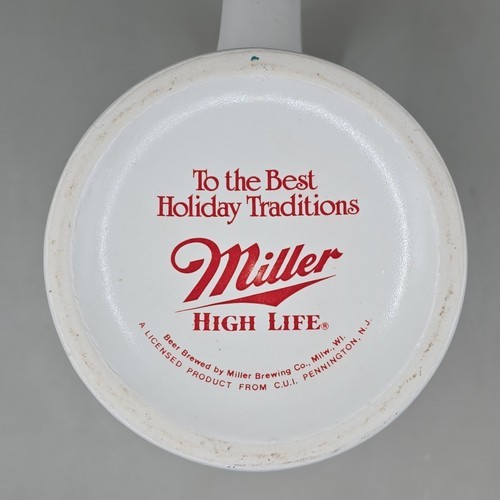 To the Best
Holiday Traditions
Miller
HIGH LIFE®
Beer Brewed by Miller Brewing Co., Milw., WI.
A LICENSED PRODUCT FROM C.U.I. PENNINGTON, N.J.